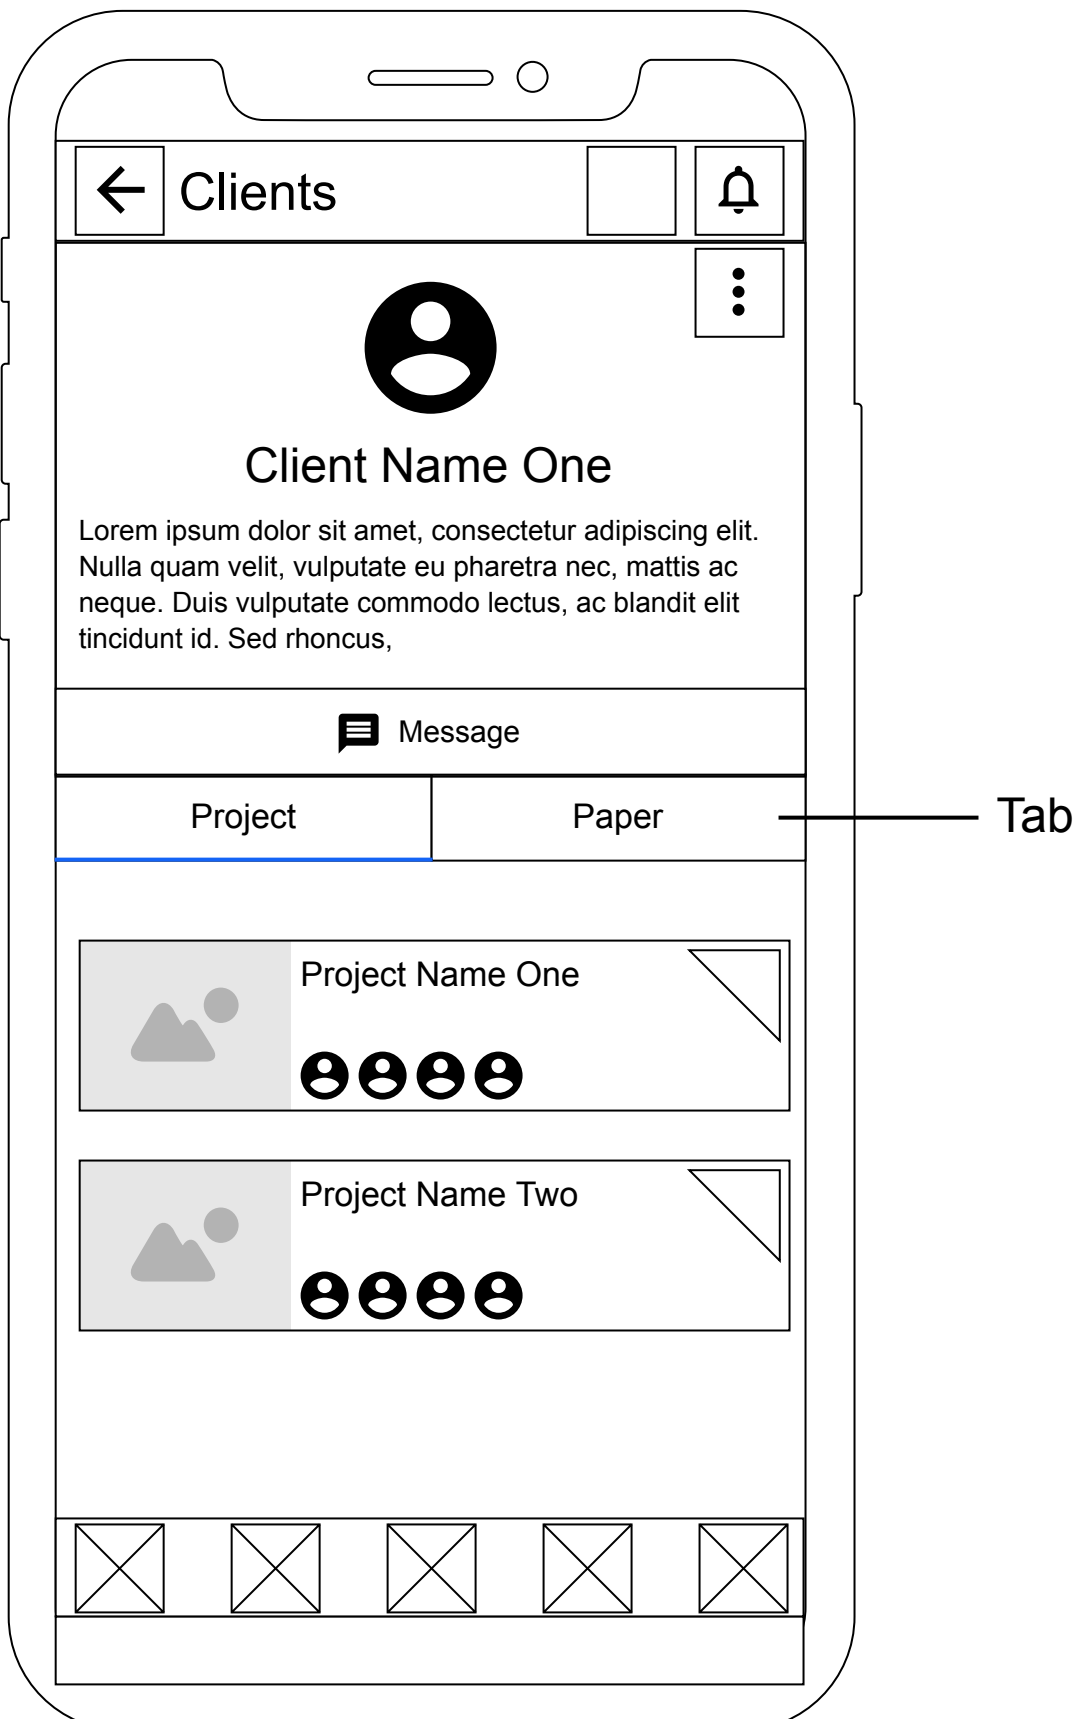 Clients
Client Name One
Lorem ipsum dolor sit amet, consectetur adipiscing elit.
Nulla quam velit, vulputate eu pharetra nec, mattis ac
neque. Duis vulputate commodo lectus, ac blandit elit
tincidunt id. Sed rhoncus,
Message
Project
Paper
Tab
Project Name One
Project Name Two